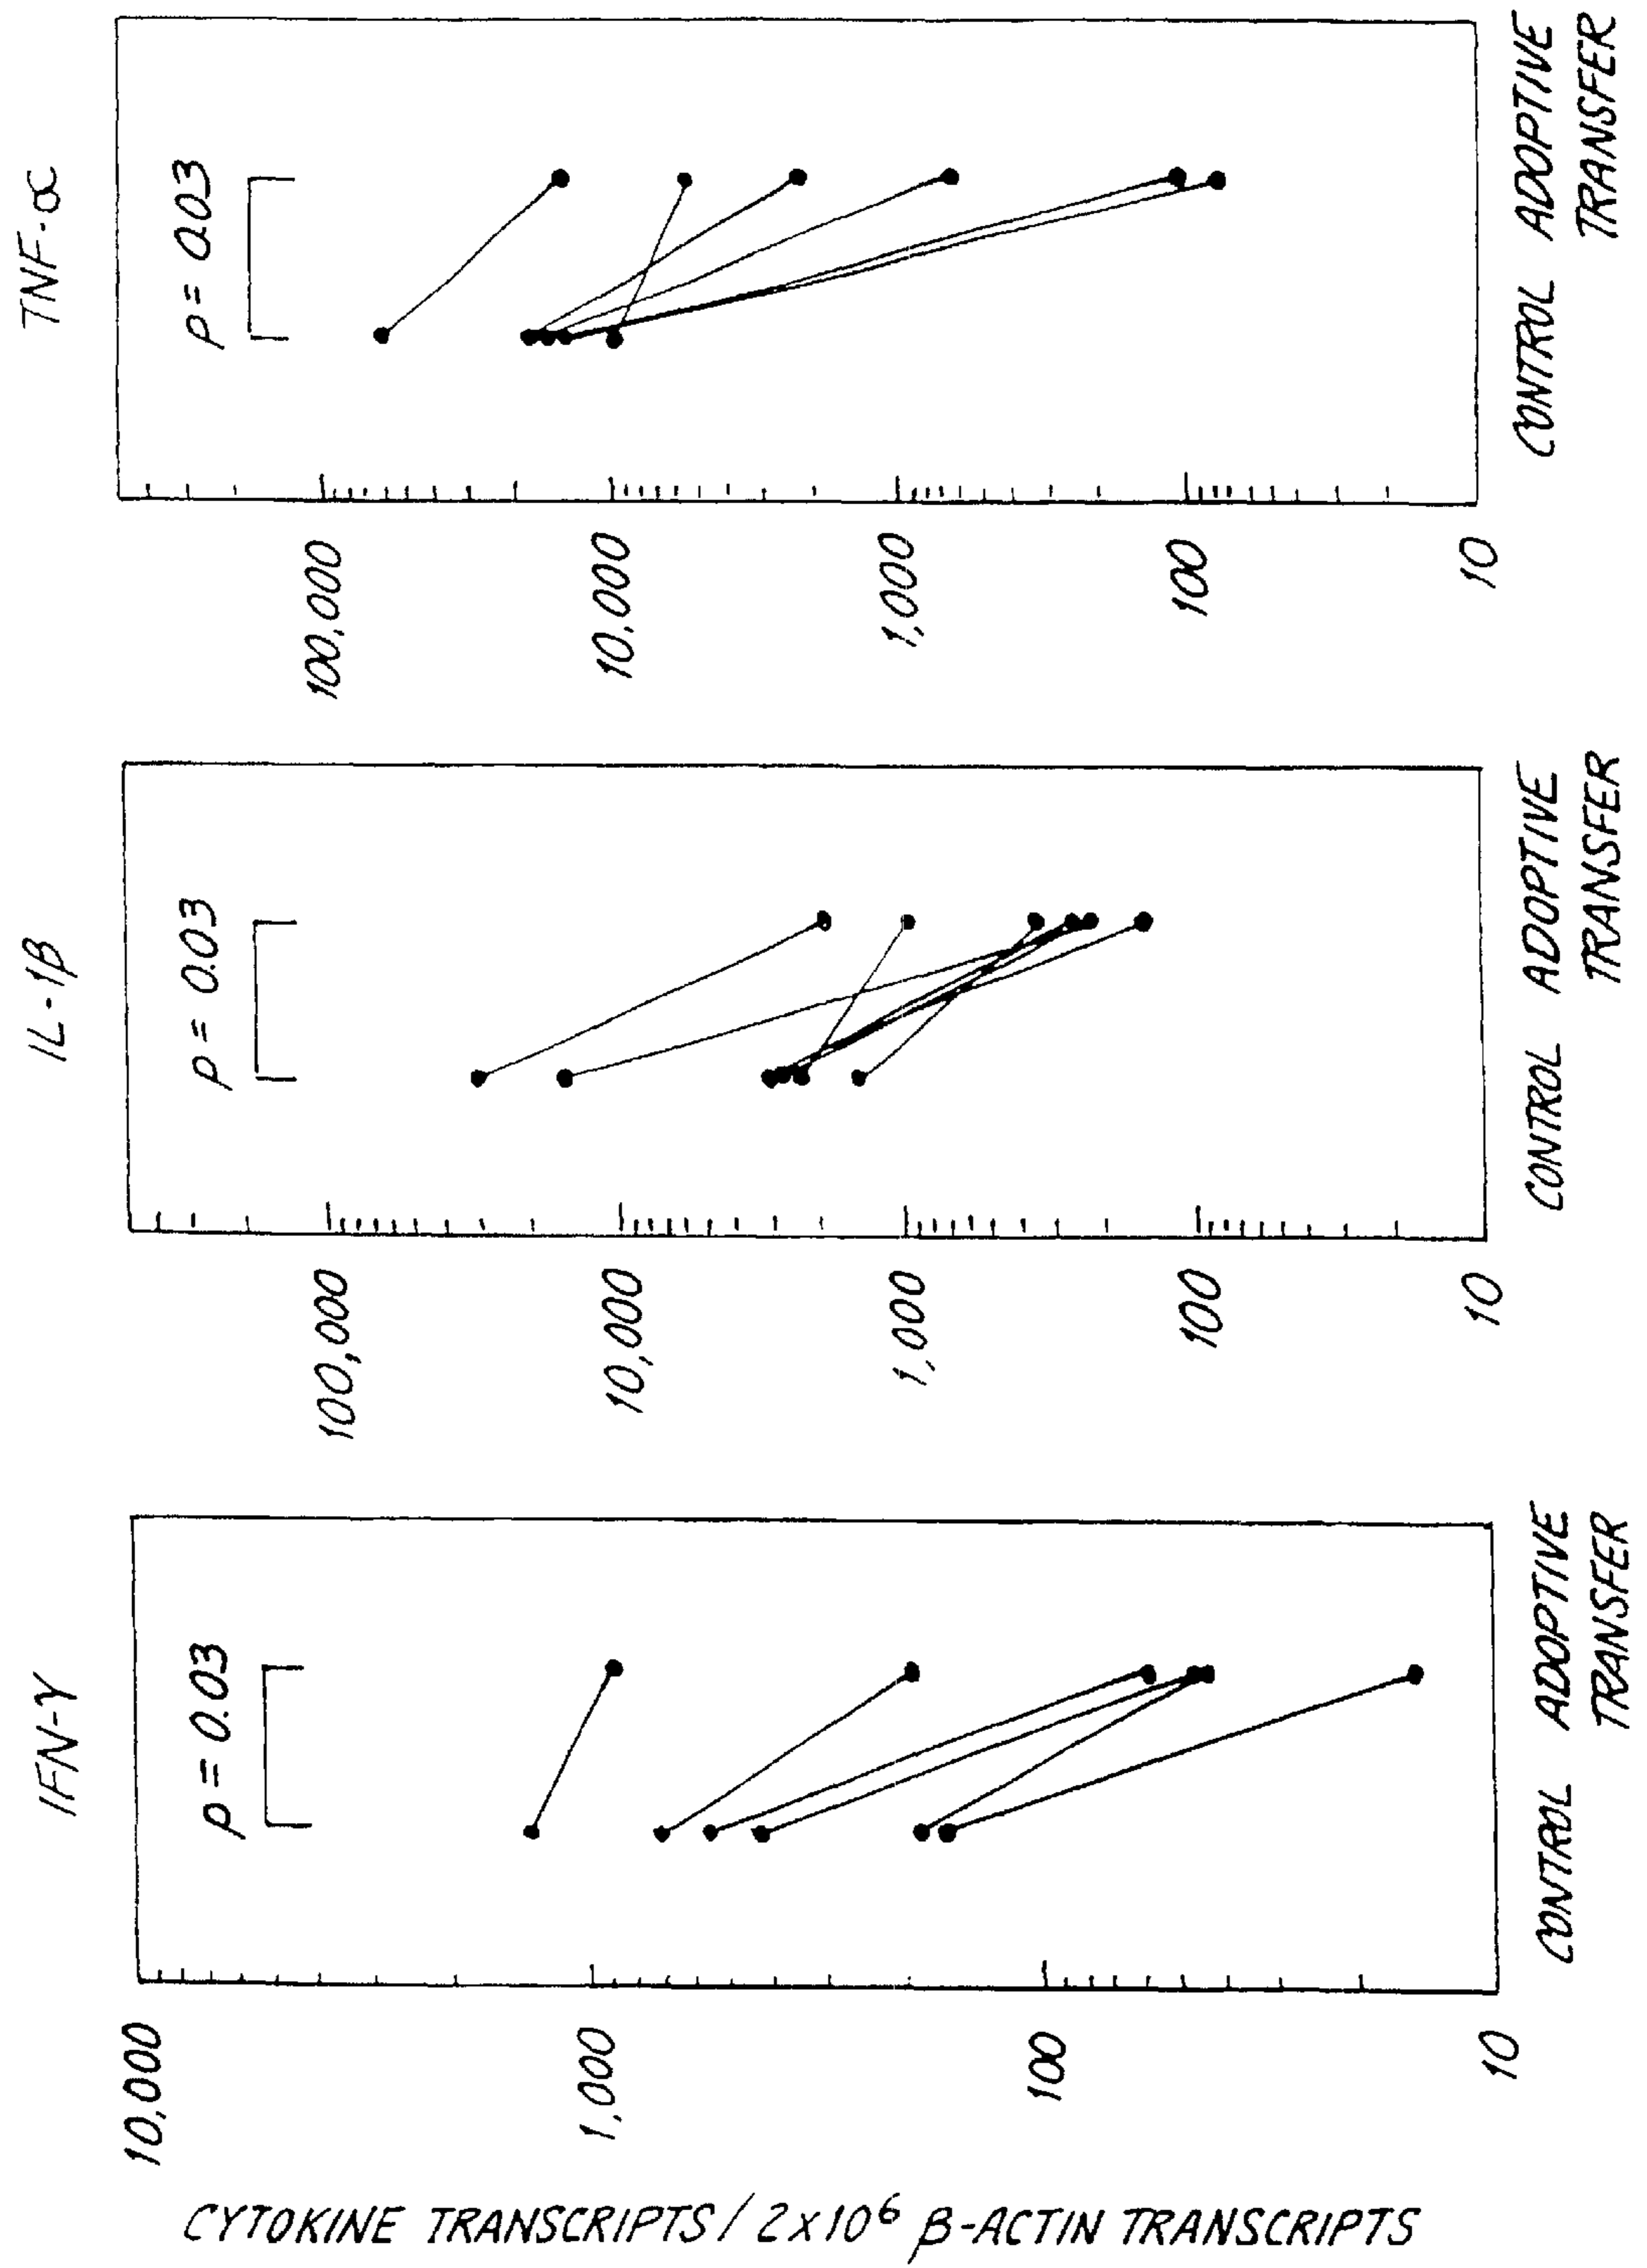 CYTOKINE TRANSCRIPTS / 2x10⁶ β-ACTIN TRANSCRIPTS
IFN-γ
p = 0.03
10,000
1,000
100
10
CONTROL
ADOPTIVE
TRANSFER
IL-1β
p = 0.03
100,000
10,000
1,000
100
10
CONTROL
ADOPTIVE
TRANSFER
TNF-α
p = 0.03
100,000
10,000
1,000
100
10
CONTROL
ADOPTIVE
TRANSFER